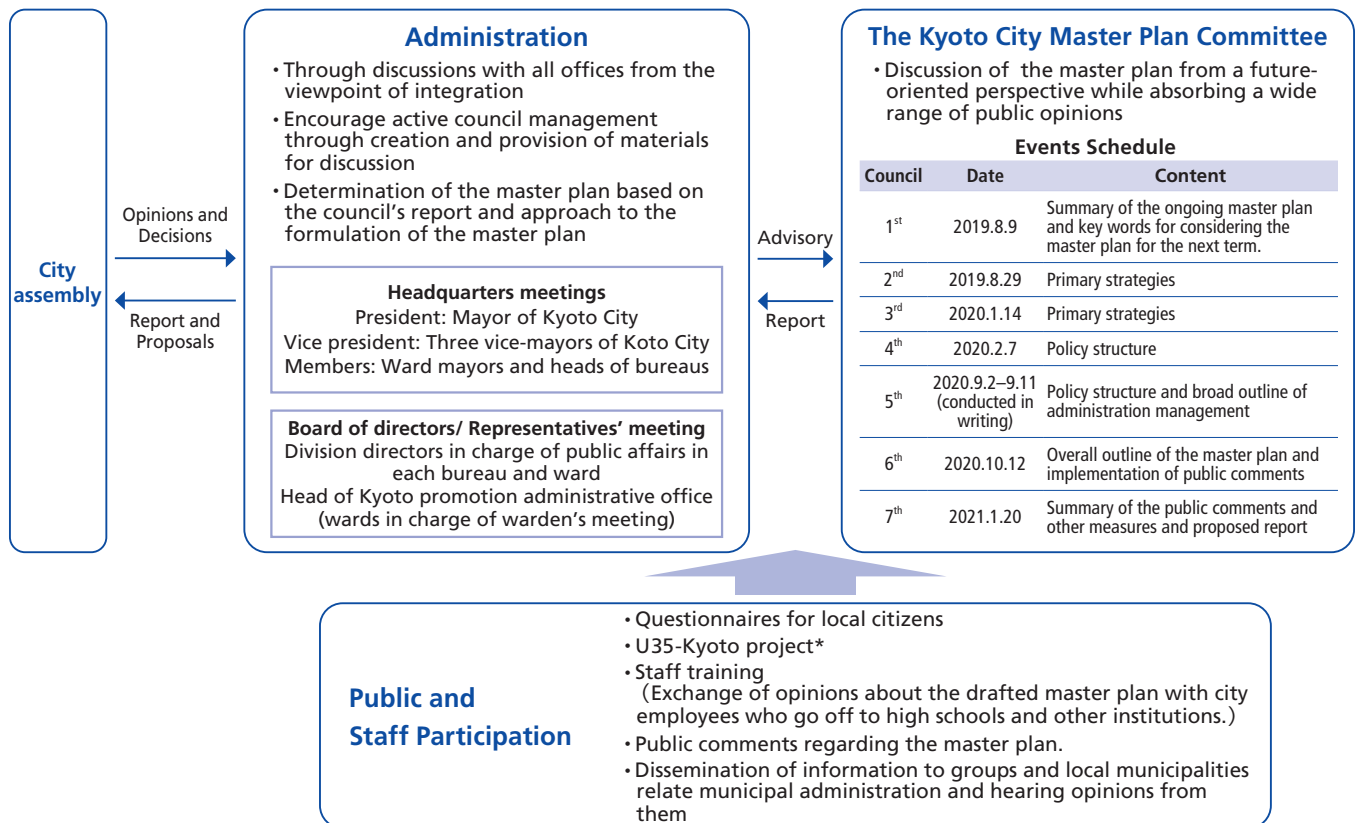 City
assembly
Opinions and
Decisions
Report and
Proposals
Administration
・Through discussions with all offices from the
viewpoint of integration
・Encourage active council management
through creation and provision of materials
for discussion
・Determination of the master plan based on
the council's report and approach to the
formulation of the master plan
Headquarters meetings
President: Mayor of Kyoto City
Vice president: Three vice-mayors of Koto City
Members: Ward mayors and heads of bureaus
Board of directors/ Representatives' meeting
Division directors in charge of public affairs in
each bureau and ward
Head of Kyoto promotion administrative office
(wards in charge of warden's meeting)
Advisory
Report
The Kyoto City Master Plan Committee
・Discussion of the master plan from a future-
oriented perspective while absorbing a wide
range of public opinions
Events Schedule
Council Date Content
1st 2019.8.9 Summary of the ongoing master plan
and key words for considering the
master plan for the next term.
2nd 2019.8.29 Primary strategies
3rd 2020.1.14 Primary strategies
4th 2020.2.7 Policy structure
5th 2020.9.2–9.11
(conducted in
writing)
Policy structure and broad outline of
administration management
6th 2020.10.12 Overall outline of the master plan and
implementation of public comments
7th 2021.1.20 Summary of the public comments and
other measures and proposed report
Public and
Staff Participation
・Questionnaires for local citizens
・U35-Kyoto project*
・Staff training
（Exchange of opinions about the drafted master plan with city
employees who go off to high schools and other institutions.）
・Public comments regarding the master plan.
・Dissemination of information to groups and local municipalities
relate municipal administration and hearing opinions from
them